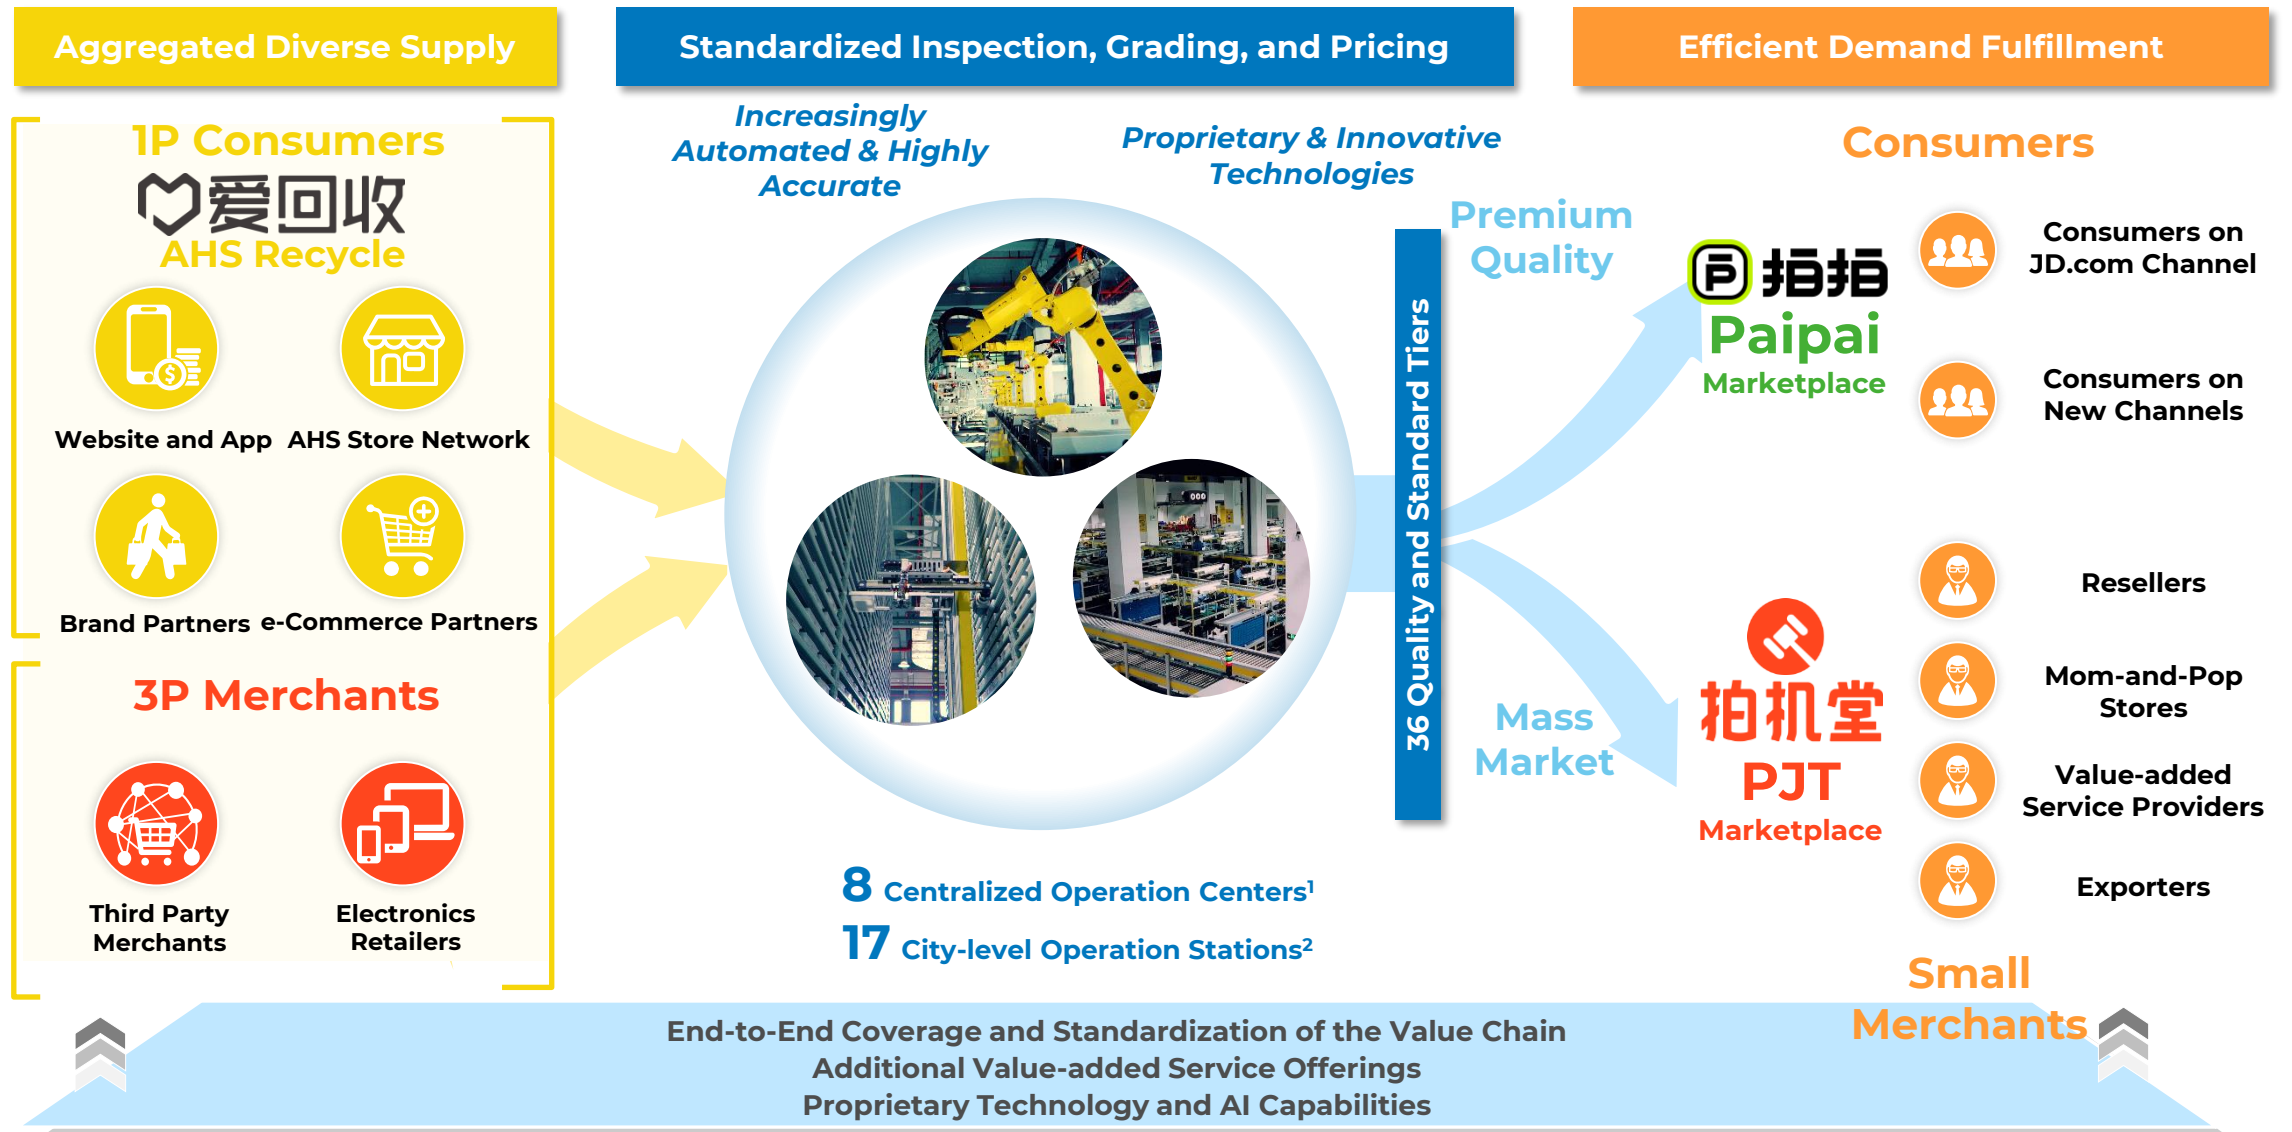 Aggregated Diverse Supply
1P Consumers
爱回收
AHS Recycle
Website and App
AHS Store Network
Brand Partners
e-Commerce Partners
3P Merchants
Third Party
Merchants
Electronics
Retailers
Standardized Inspection, Grading, and Pricing
Increasingly
Automated & Highly
Accurate
Proprietary & Innovative
Technologies
36 Quality and Standard Tiers
8 Centralized Operation Centers¹
17 City-level Operation Stations²
Premium
Quality
Mass
Market
Efficient Demand Fulfillment
Consumers
拍拍
Paipai
Marketplace
Consumers on
JD.com Channel
Consumers on
New Channels
拍机堂
PJT
Marketplace
Resellers
Mom-and-Pop
Stores
Value-added
Service Providers
Exporters
Small
Merchants
End-to-End Coverage and Standardization of the Value Chain
Additional Value-added Service Offerings
Proprietary Technology and AI Capabilities